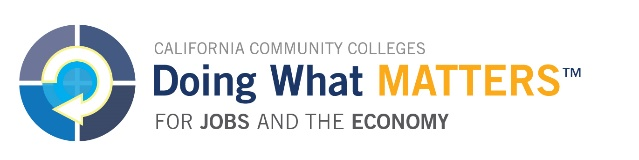 CALIFORNIA COMMUNITY COLLEGES
Doing What MATTERS™
FOR JOBS AND THE ECONOMY